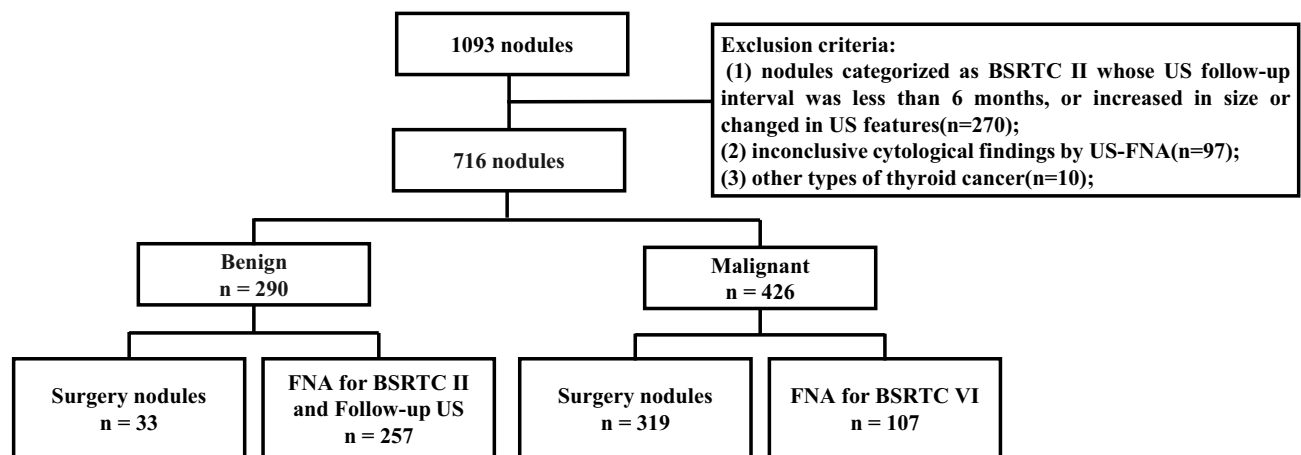 1093 nodules
Exclusion criteria:
(1) nodules categorized as BSRTC II whose US follow-up
interval was less than 6 months, or increased in size or
changed in US features(n=270);
(2) inconclusive cytological findings by US-FNA(n=97);
(3) other types of thyroid cancer(n=10);
716 nodules
Benign
n = 290
Malignant
n = 426
Surgery nodules
n = 33
FNA for BSRTC II
and Follow-up US
n = 257
Surgery nodules
n = 319
FNA for BSRTC VI
n = 107